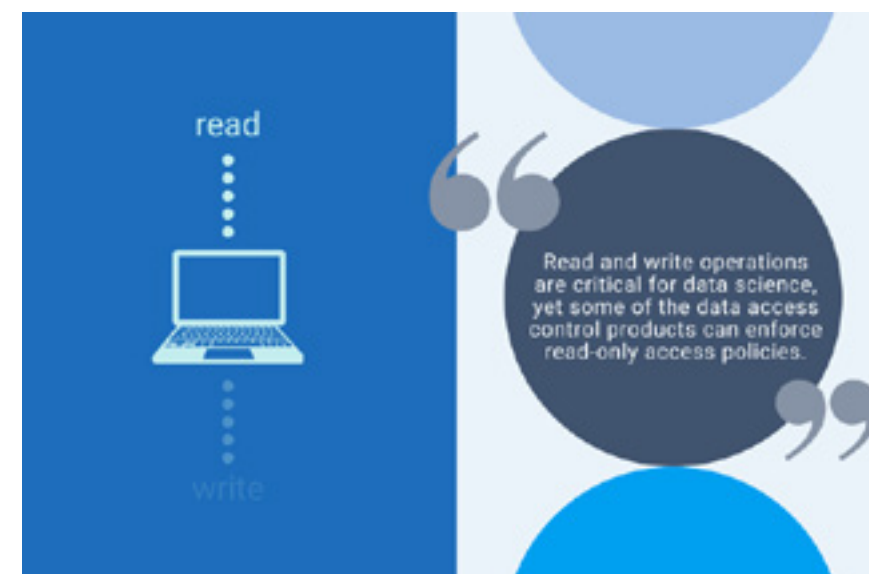 read
write
Read and write operations
are critical for data science,
yet some of the data access
control products can enforce
read-only access policies.